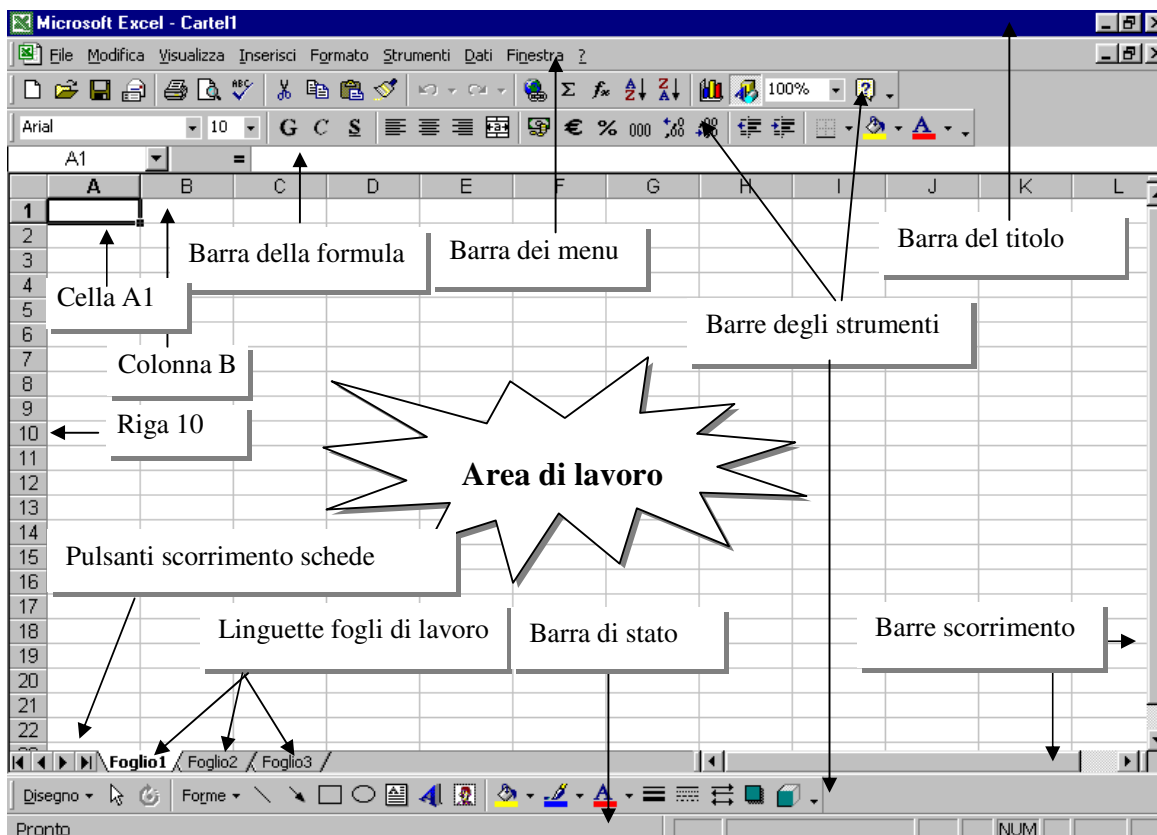 Microsoft Excel - Cartel1
File Modifica Visualizza Inserisci Formato Strumenti Dati Finestra ?
ABC Σ fx A Z Z A 100% ?
Arial 10 G C S a € % 000 ,00 A
A1 =
A B C D E F G H I J K L
1
2
Barra della formula Barra dei menu Barra del titolo
3
4
Cella A1
5
Barre degli strumenti
6
7
Colonna B
8
9
Riga 10
10
11
Area di lavoro
12
13
14
Pulsanti scorrimento schede
15
16
17
Linguette fogli di lavoro Barra di stato Barre scorrimento
18
19
20
21
22
Foglio1 Foglio2 Foglio3
Disegno Forme A A
Pronto NUM